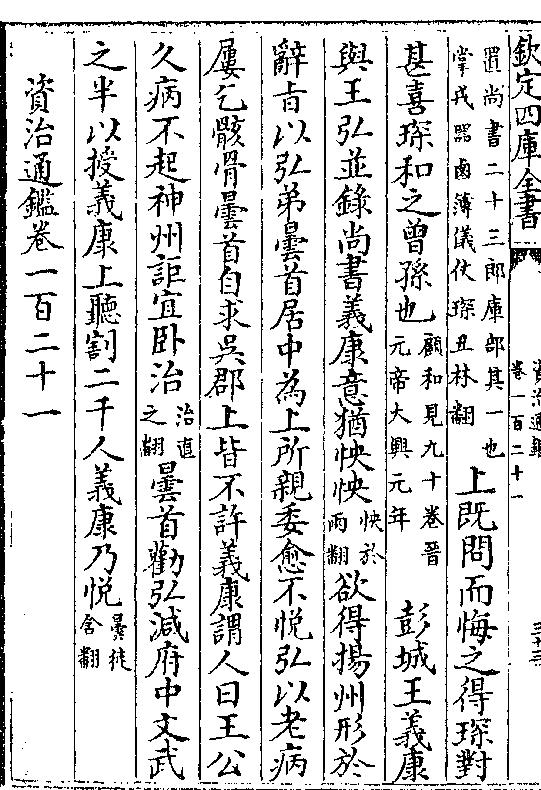 欽定四庫全書
資治通鑑
卷一百二十一
置尚書二十三郎庫部其一也
掌戎器鹵簿儀仗琛丑林翻
上既問而悔之得琛對
甚喜琛和之曾孫也
顧和見九十卷晉
元帝大興元年
彭城王義康
與王弘並錄尚書義康意猶怏怏
怏於
兩翻
欲得揚州形於
辭旨以弘弟曇首居中為上所親委愈不悦弘以老病
屢乞骸骨曇首自求吳郡上皆不許義康謂人曰王公
久病不起神州詎宜卧治
治直
之翻
曇首勸弘減府中文武
之半以授義康上聽割二千人義康乃悦
曇徒
含翻
資治通鑑卷一百二十一